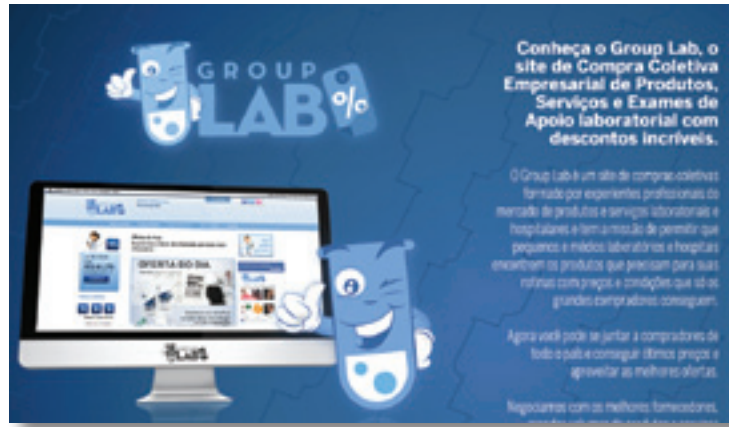 GROUP
LAB %
Conheça o Group Lab, o
site de Compra Coletiva
Empresarial de Produtos,
Serviços e Exames de
Apoio laboratorial com
descontos incríveis.
O Group Lab é um site de compras coletivas
formado por experientes profissionais do
mercado de produtos e serviços laboratoriais e
hospitalares e tem a missão de permitir que
pequenos e médios laboratórios e hospitais
encontrem os produtos que precisam para suas
rotinas com preços e condições que só os
grandes compradores conseguem.
Agora você pode se juntar a compradores de
todo o país e conseguir ótimos preços e
aproveitar as melhores ofertas.
Negociamos com os melhores fornecedores,
OFERTA DO DIA
LAB
LAB